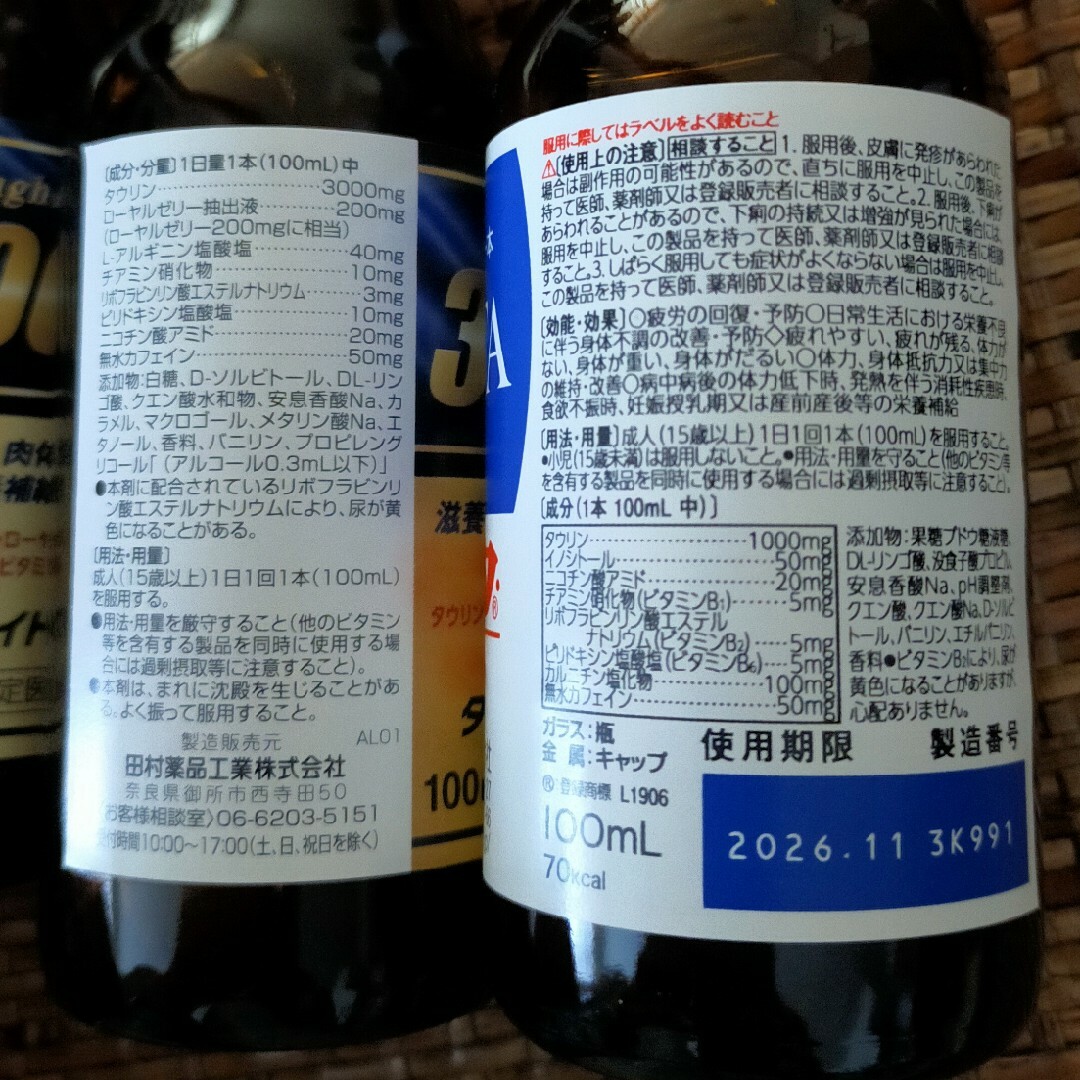 〔成分・分量〕1日量1本(100mL)中
タウリン……………………3000mg
ローヤルゼリー抽出液………200mg
(ローヤルゼリー200mgに相当)
L-アルギニン塩酸塩…………40mg
チアミン硝化物………………10mg
リボフラビンリン酸エステルナトリウム………3mg
ピリドキシン塩酸塩…………10mg
ニコチン酸アミド……………20mg
無水カフェイン………………50mg
添加物:白糖、D-ソルビトール、DL-リン
ゴ酸、クエン酸水和物、安息香酸Na、カ
ラメル、マクロゴール、メタリン酸Na、エ
タノール、香料、バニリン、プロピレング
リコール「(アルコール0.3mL以下)」
●本剤に配合されているリボフラビンリ
ン酸エステルナトリウムにより、尿が黄
色になることがある。
〔用法・用量〕
成人(15歳以上)1日1回1本(100mL)
を服用する。
●用法・用量を厳守すること(他のビタミン
等を含有する製品を同時に使用する場
合には過剰摂取等に注意すること)。
●本剤は、まれに沈殿を生じることがあ
る。よく振って服用すること。
製造販売元 AL01
田村薬品工業株式会社
奈良県御所市西寺田50
お客様相談室〉06-6203-5151
付時間10:00〜17:00(土、日、祝日を除く)
滋養
タウリン
®
100
服用に際してはラベルをよく読むこと
⚠〔使用上の注意〕相談すること 1. 服用後、皮膚に発疹があらわれた
場合は副作用の可能性があるので、直ちに服用を中止し、この製品を
持って医師、薬剤師又は登録販売者に相談すること。2. 服用後、下痢が
あらわれることがあるので、下痢の持続又は増強が見られた場合には、
服用を中止し、この製品を持って医師、薬剤師又は登録販売者に相談
すること。3. しばらく服用しても症状がよくならない場合は服用を中止し、
この製品を持って医師、薬剤師又は登録販売者に相談すること。
〔効能・効果〕〇疲労の回復・予防〇日常生活における栄養不良
に伴う身体不調の改善・予防◇疲れやすい、疲れが残る、体力が
ない、身体が重い、身体がだるい〇体力、身体抵抗力又は集中力
の維持・改善〇病中病後の体力低下時、発熱を伴う消耗性疾患時、
食欲不振時、妊娠授乳期又は産前産後等の栄養補給
〔用法・用量〕成人(15歳以上)1日1回1本(100mL)を服用すること。
●小児(15歳未満)は服用しないこと。●用法・用量を守ること(他のビタミン等
を含有する製品を同時に使用する場合には過剰摂取等に注意すること)。
〔成分(1本 100mL 中)〕
タウリン……………………1000mg
イノシトール…………………50mg
ニコチン酸アミド……………20mg
チアミン硝化物(ビタミンB₁)……5mg
リボフラビンリン酸エステル
ナトリウム(ビタミンB₂)……5mg
ピリドキシン塩酸塩(ビタミンB₆)……5mg
カルニチン塩化物……………100mg
無水カフェイン………………50mg
添加物:果糖ブドウ糖液糖、
DL-リンゴ酸、没食子酸プロピル、
安息香酸Na、pH調整剤、
クエン酸、クエン酸Na、D-ソルビ
トール、バニリン、エチルバニリン、
香料●ビタミンB₂により、尿が
黄色になることがありますが、
心配ありません。
ガラス:瓶
金 属:キャップ
® 登録商標 L1906
100mL
70kcal
使用期限 製造番号
2026.11 3K991